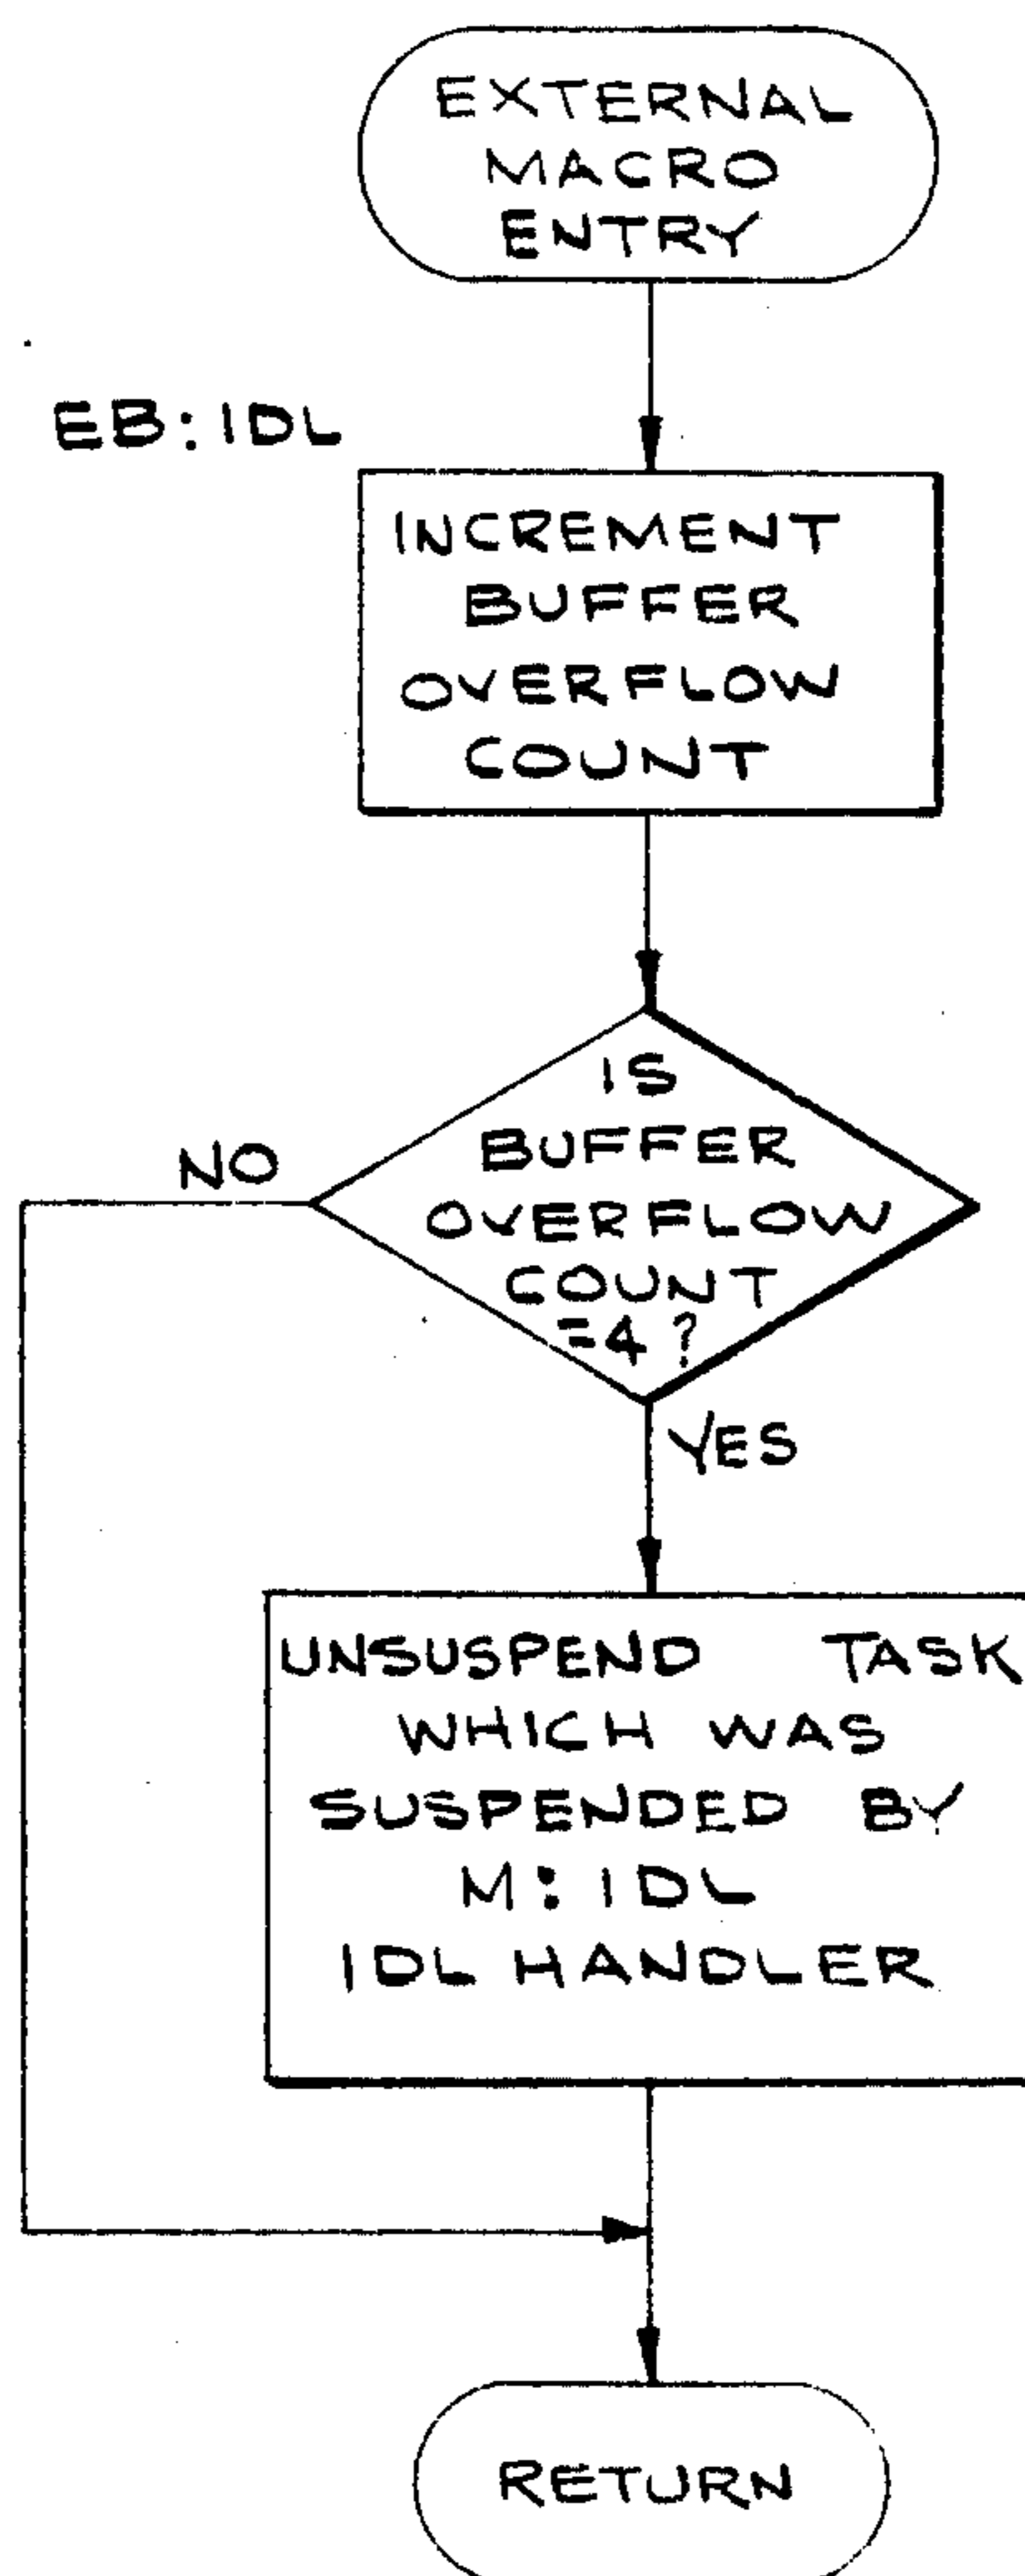 EXTERNAL
MACRO
ENTRY
EB: IDL
INCREMENT
BUFFER
OVERFLOW
COUNT
IS
BUFFER
OVERFLOW
COUNT
=4 ?
NO
YES
UNSUSPEND TASK
WHICH WAS
SUSPENDED BY
M: IDL
IDL HANDLER
RETURN